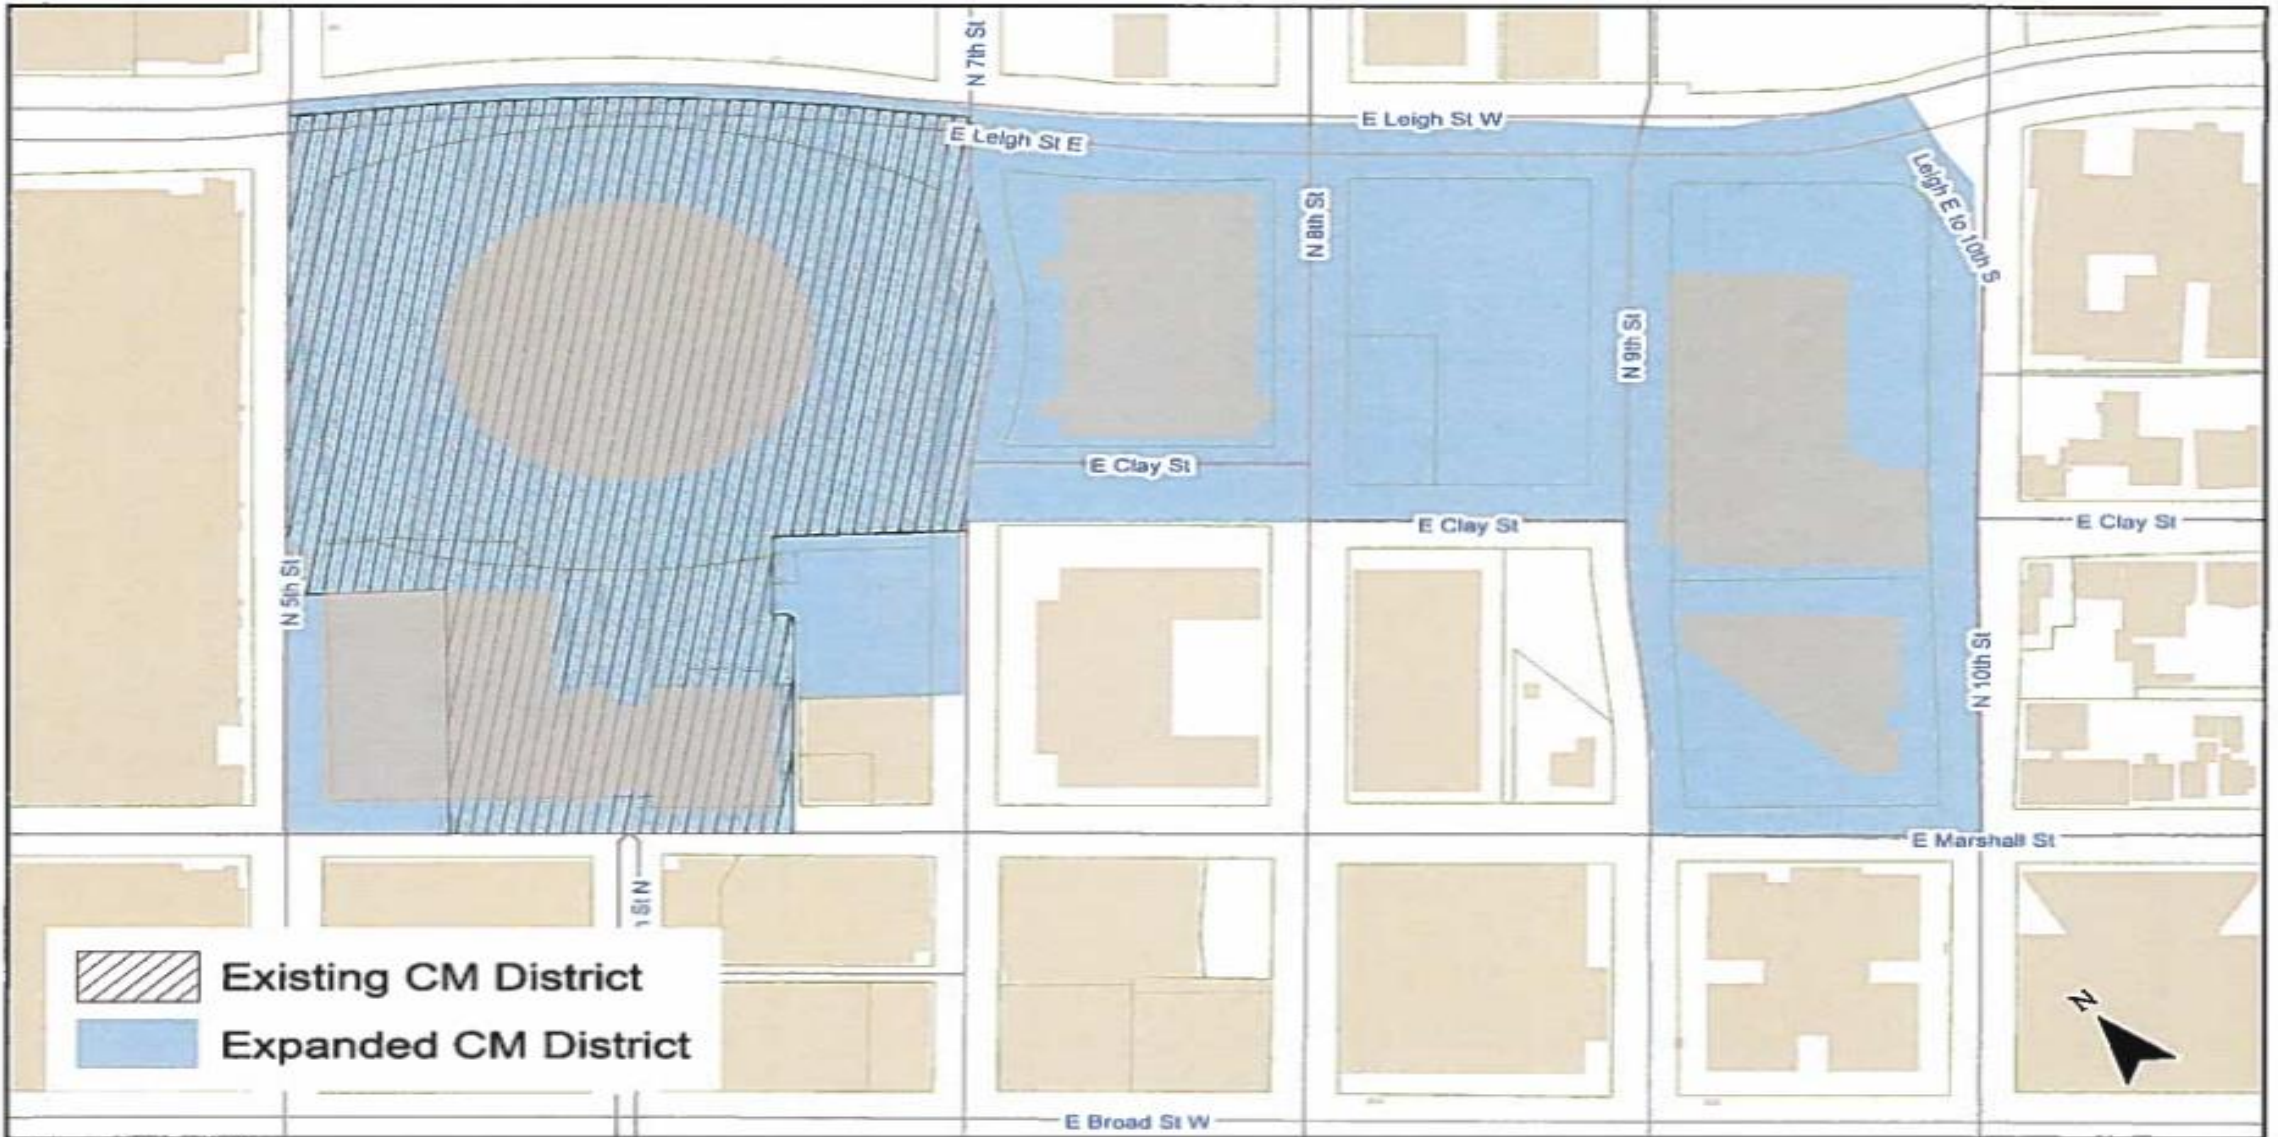 N 7th St
E Leigh St W
E Leigh St E
Leigh E to 10th S
N 8th St
N 9th St
E Clay St
E Clay St
E Clay St
N 5th St
N 10th St
E Marshall St
St N
Existing CM District
Expanded CM District
N
E Broad St W